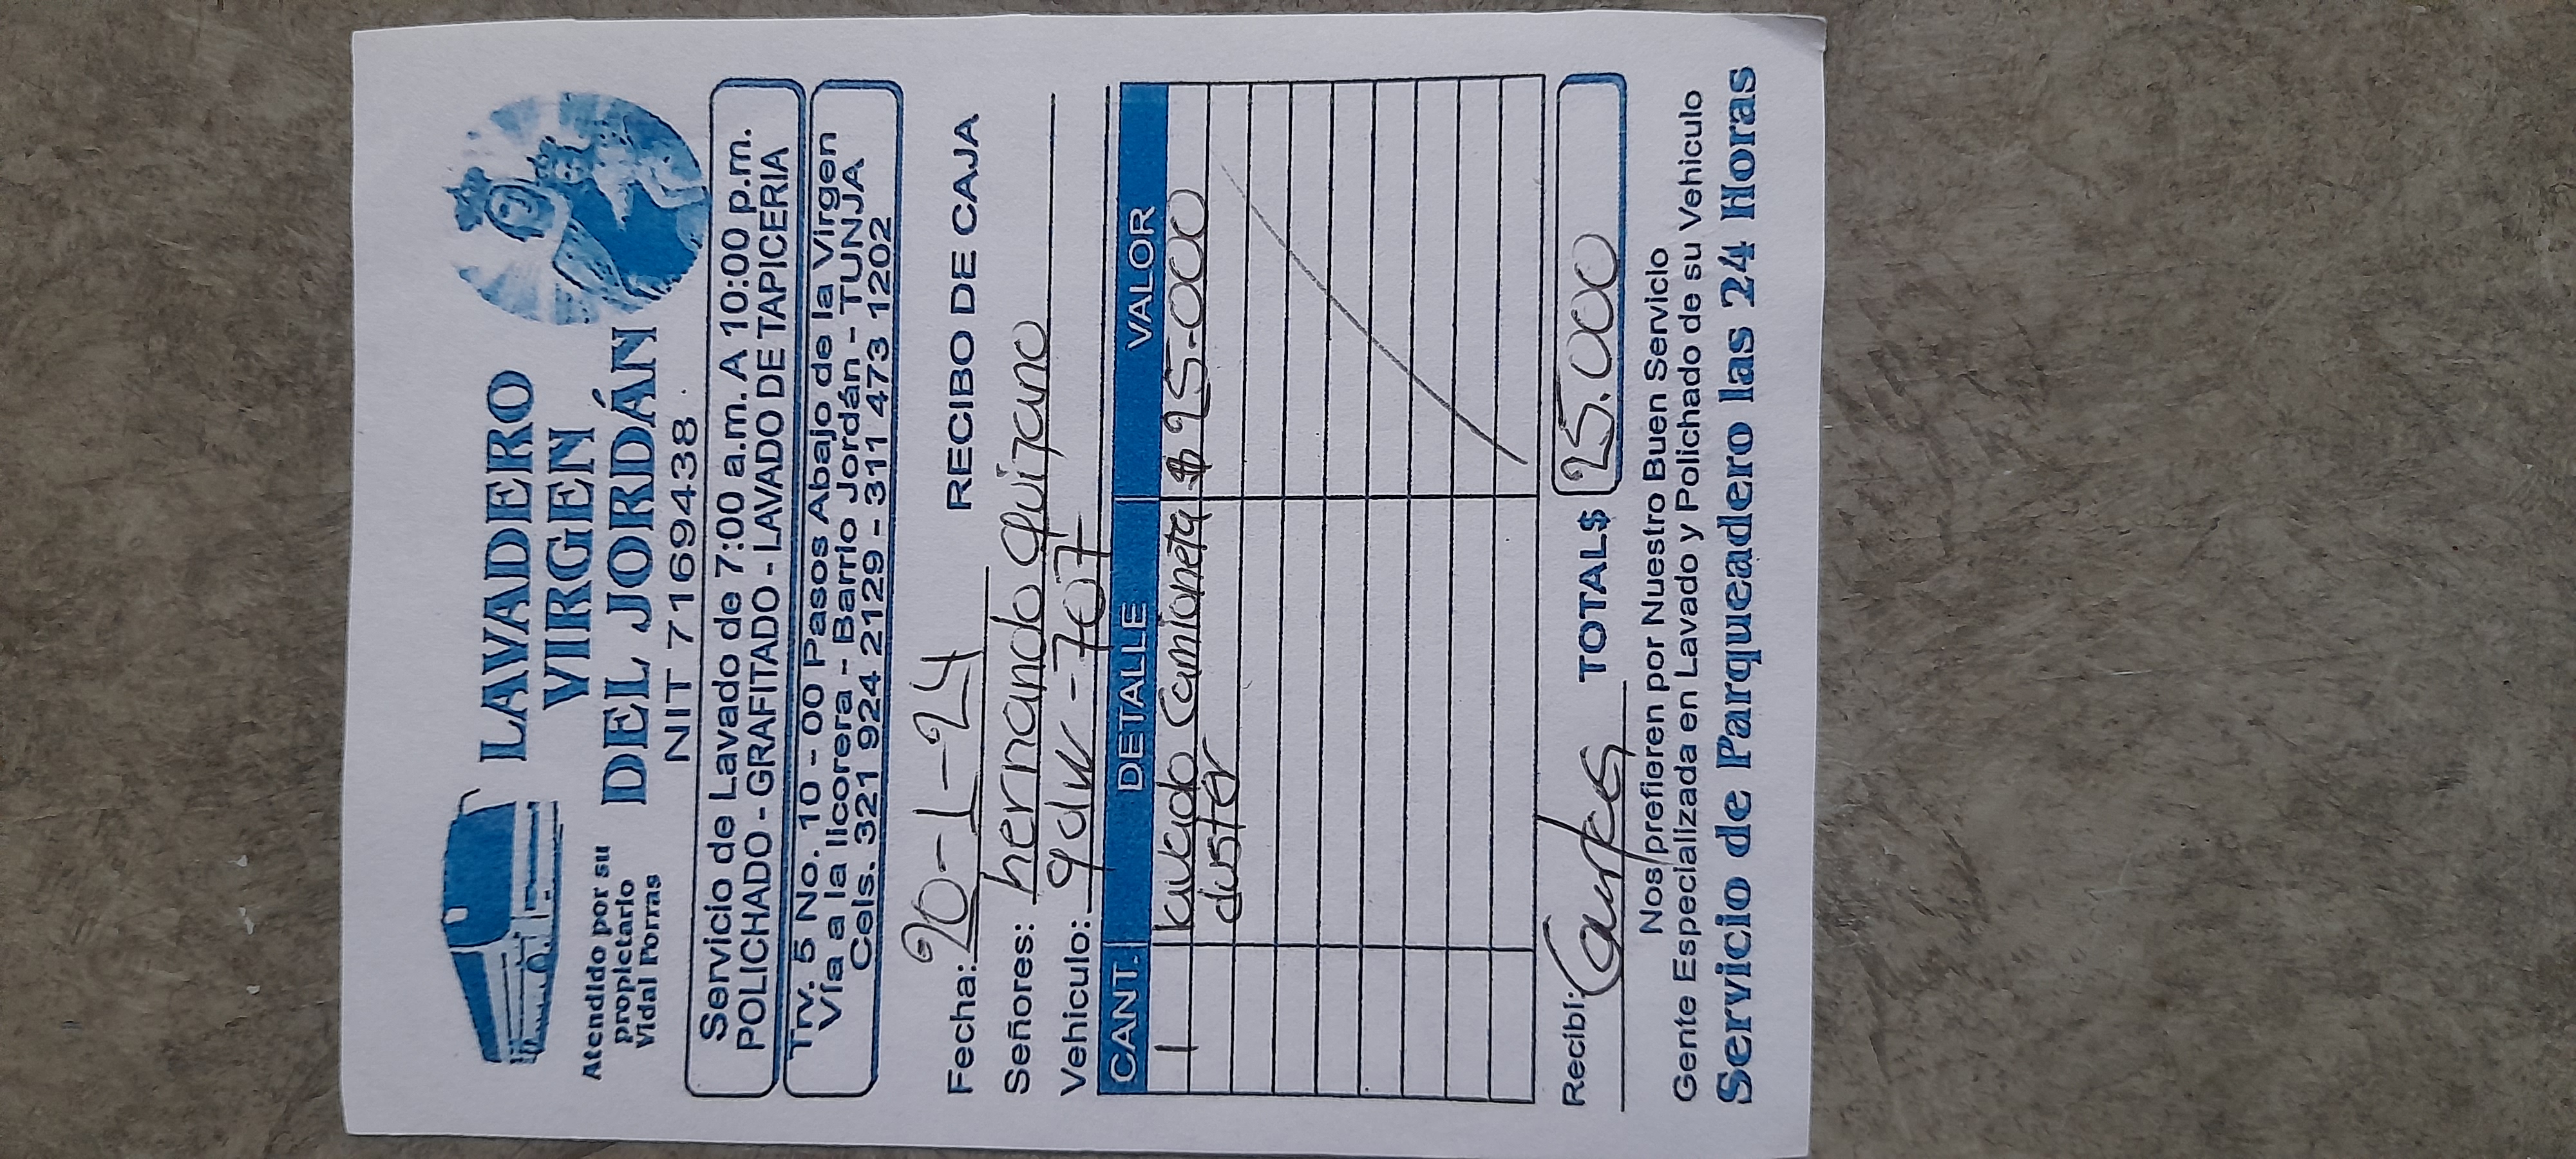 LAVADERO
VIRGEN
DEL JORDÁN
NIT 7169438.
Atendido por su
propietario
Vidal Porras
Servicio de Lavado de 7:00 a.m. A 10:00 p.m.
POLICHADO - GRAFITADO - LAVADO DE TAPICERIA
Trv. 5 No. 10 - 00 Pasos Abajo de la Virgen
Vía a la licorera - Barrio Jordán - TUNJA
Cels. 321 924 2129 - 311 473 1202
RECIBO DE CAJA
Fecha: 20-1-24
Señores: hernando quijano
Vehiculo: 707
CANT. DETALLE VALOR
1 lavado camioneta $ 25.000
duster
Recibí: TOTAL$ 25.000
Nos prefieren por Nuestro Buen Servicio
Gente Especializada en Lavado y Polichado de su Vehiculo
Servicio de Parqueadero las 24 Horas